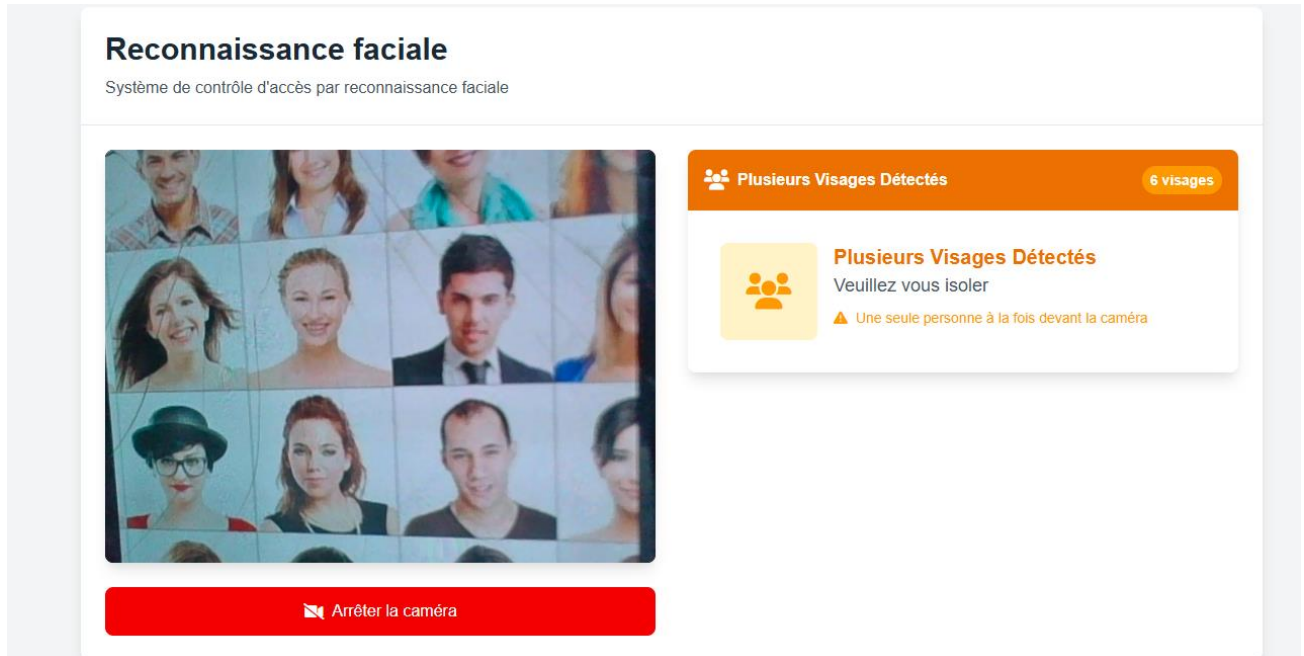 Reconnaissance faciale
Système de contrôle d'accès par reconnaissance faciale
Plusieurs Visages Détectés
6 visages
Plusieurs Visages Détectés
Veuillez vous isoler
Une seule personne à la fois devant la caméra
Arrêter la caméra